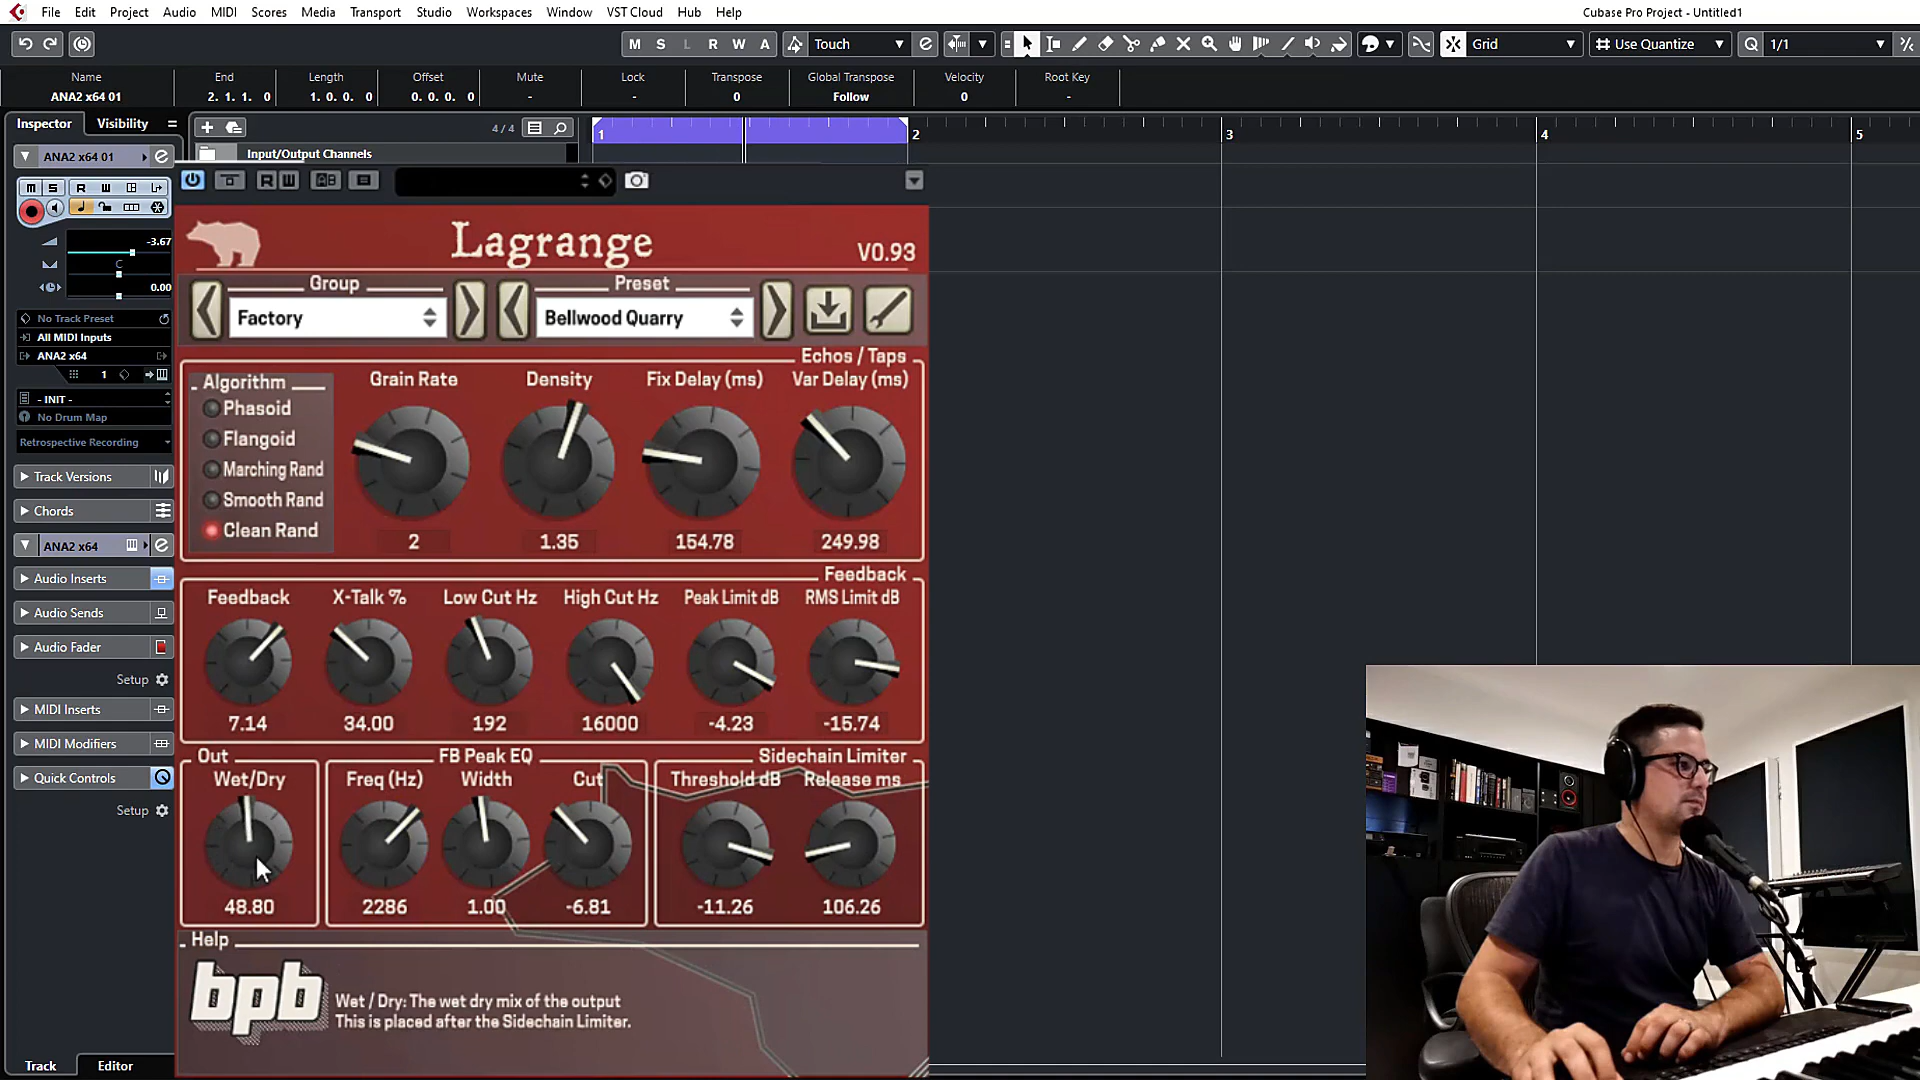 File Edit Project Audio MIDI Scores Media Transport Studio Workspaces Window VST Cloud Hub Help
Cubase Pro Project - Untitled1
M S L R W A
Touch
Grid
Use Quantize
Q 1/1
Name End Length Offset Mute Lock Transpose Global Transpose Velocity Root Key
ANA2 x64 01 2. 1. 1. 0 1. 0. 0. 0 0. 0. 0. 0 - - 0 Follow 0 -
Inspector Visibility
4 / 4
1 2 3 4 5
ANA2 x64 01
Input/Output Channels
M S R W
-3.67
C
0.00
No Track Preset
All MIDI Inputs
ANA2 x64
1
- INIT -
No Drum Map
Retrospective Recording
Track Versions
Chords
ANA2 x64
Audio Inserts
Audio Sends
Audio Fader
Setup
MIDI Inserts
MIDI Modifiers
Quick Controls
Setup
Track Editor
R W
AB
Lagrange
V0.93
Group
Factory
Preset
Bellwood Quarry
Echos / Taps
Algorithm
Phasoid
Flangoid
Marching Rand
Smooth Rand
Clean Rand
Grain Rate Density Fix Delay (ms) Var Delay (ms)
2 1.35 154.78 249.98
Feedback
Feedback X-Talk % Low Cut Hz High Cut Hz Peak Limit dB RMS Limit dB
7.14 34.00 192 16000 -4.23 -15.74
Out
Wet/Dry
48.80
FB Peak EQ
Freq (Hz) Width Cut
2286 1.00 -6.81
Sidechain Limiter
Threshold dB Release ms
-11.26 106.26
Help
bpb
Wet / Dry: The wet dry mix of the output
This is placed after the Sidechain Limiter.